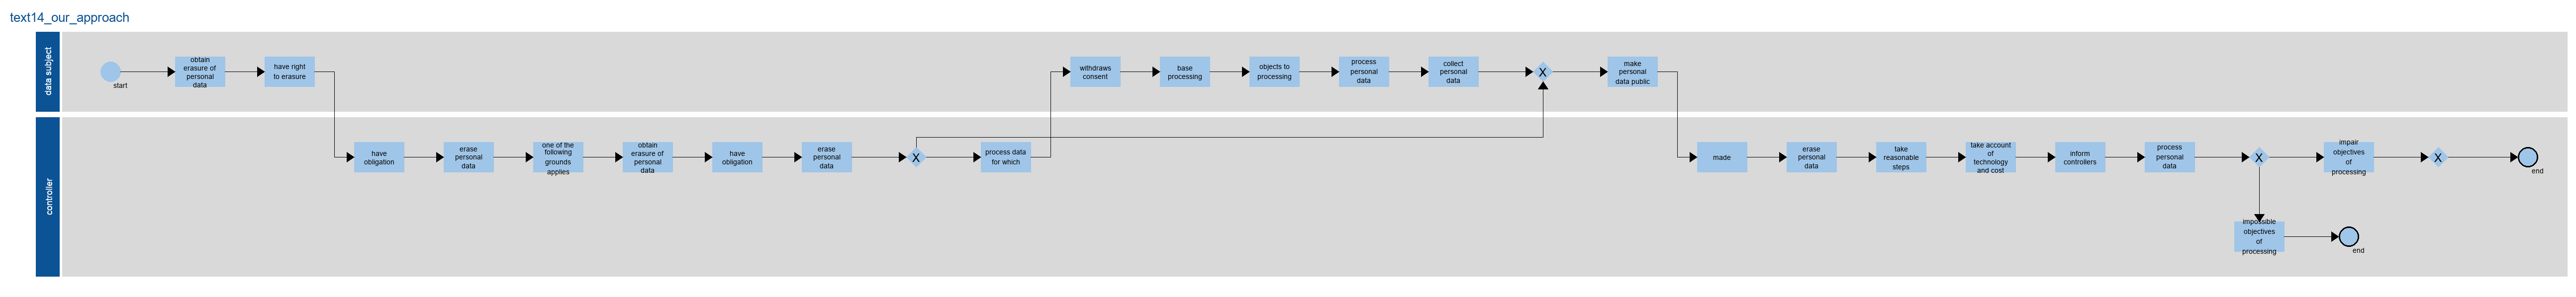 text14_our_approach
data subject
start
obtain
erasure of
personal
data
have right
to erasure
withdraws
consent
base
processing
objects to
processing
process
personal
data
collect
personal
data
X
make
personal
data public
controller
have
obligation
erase
personal
data
one of the
following
grounds
applies
obtain
erasure of
personal
data
have
obligation
erase
personal
data
X
process data
for which
made
erase
personal
data
take
reasonable
steps
take account
of
technology
and cost
inform
controllers
process
personal
data
X
impair
objectives
of
processing
X
end
impossible
objectives
of
processing
end